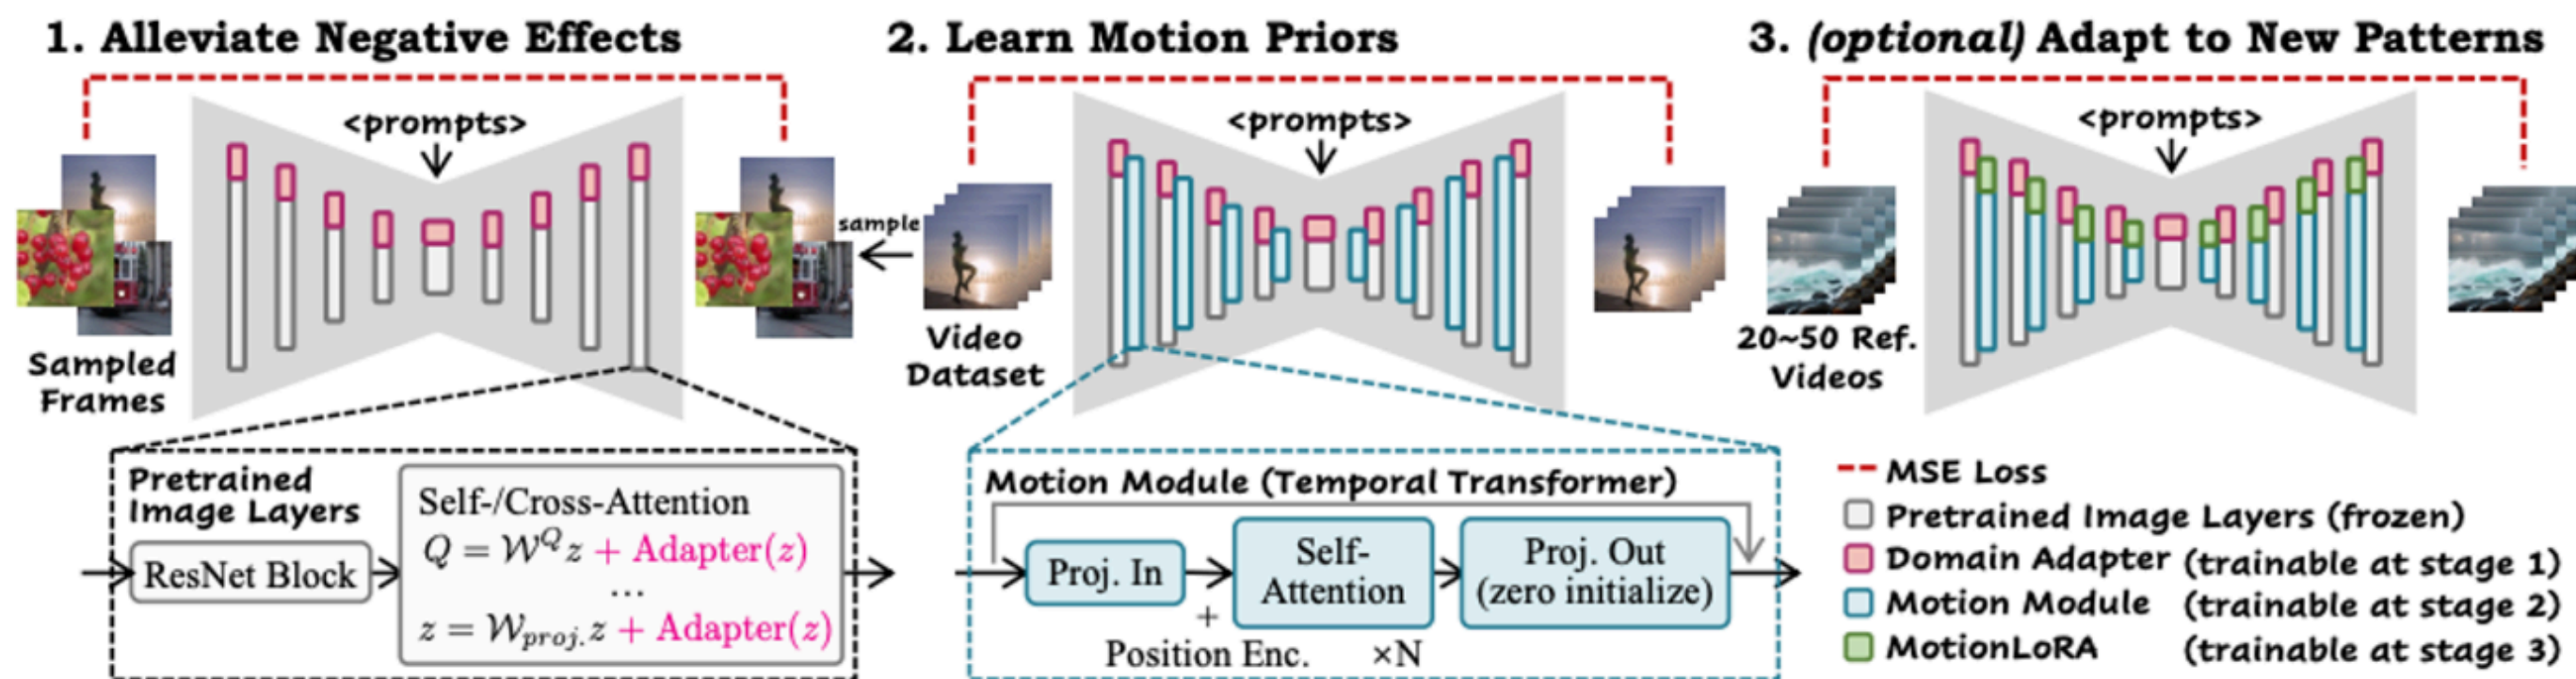 1. Alleviate Negative Effects
<prompts>
Sampled
Frames
Pretrained
Image Layers
ResNet Block
Self-/Cross-Attention
Q = W^Q z + Adapter(z)
...
z = W_proj. z + Adapter(z)
2. Learn Motion Priors
<prompts>
sample
Video
Dataset
Motion Module (Temporal Transformer)
Proj. In
+
Position Enc.
Self-
Attention
×N
Proj. Out
(zero initialize)
3. (optional) Adapt to New Patterns
<prompts>
20~50 Ref.
Videos
MSE Loss
Pretrained Image Layers (frozen)
Domain Adapter (trainable at stage 1)
Motion Module (trainable at stage 2)
MotionLoRA (trainable at stage 3)